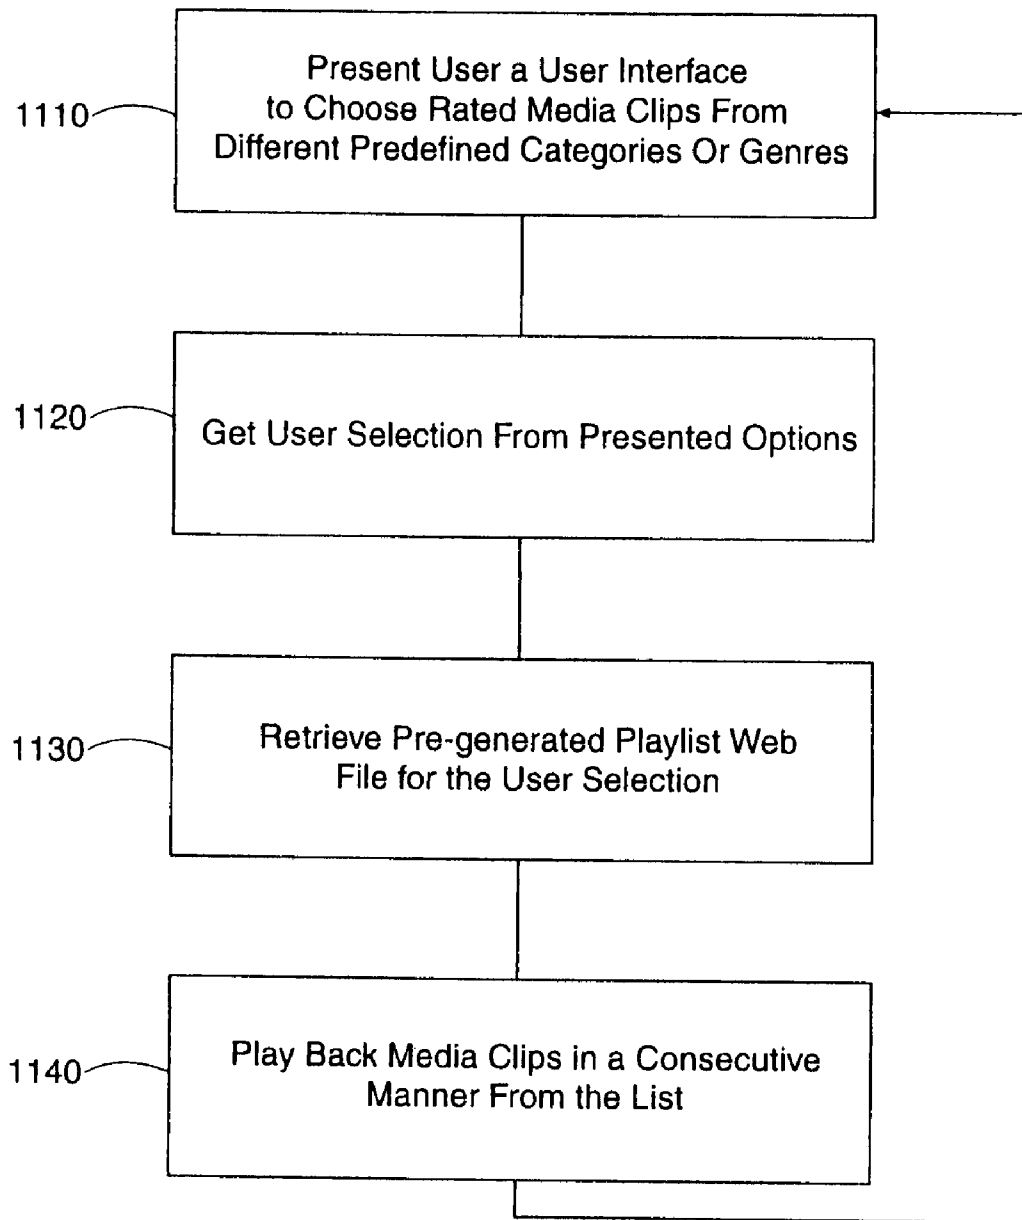 1110
Present User a User Interface
to Choose Rated Media Clips From
Different Predefined Categories Or Genres
1120
Get User Selection From Presented Options
1130
Retrieve Pre-generated Playlist Web
File for the User Selection
1140
Play Back Media Clips in a Consecutive
Manner From the List